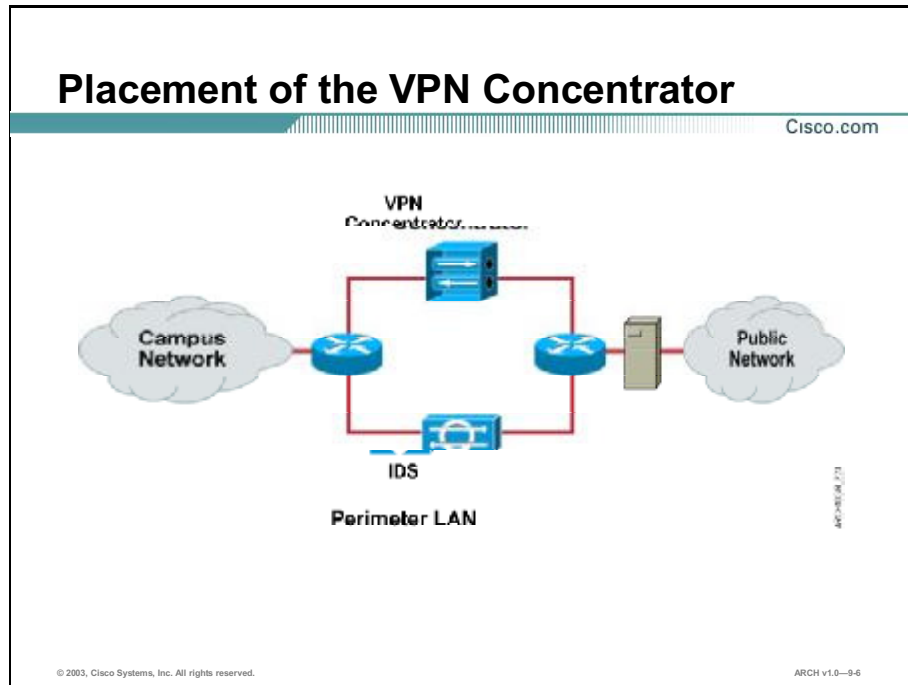 Placement of the VPN Concentrator
Cisco.com
VPN
Concentrator
Campus
Network
Public
Network
IDS
Perimeter LAN
© 2003, Cisco Systems, Inc. All rights reserved.
ARCH v1.0—9-6